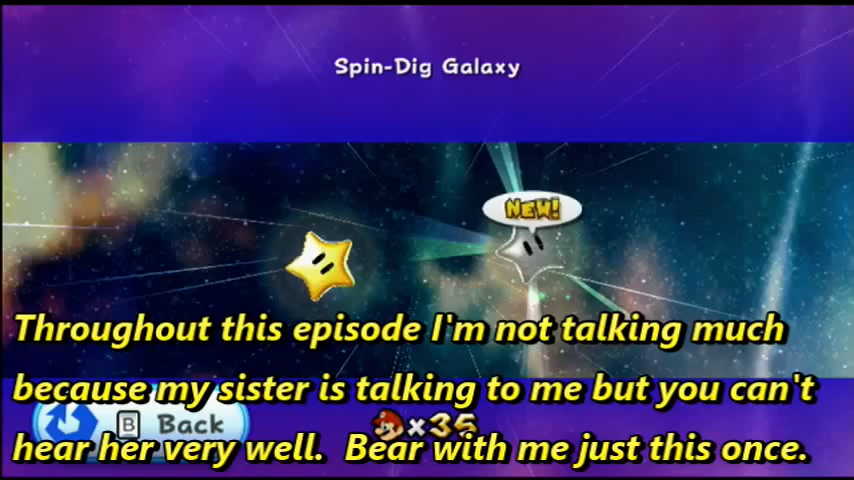 Spin-Dig Galaxy
NEW!
Throughout this episode I'm not talking much
because my sister is talking to me but you can't
B Back
x35
hear her very well.  Bear with me just this once.